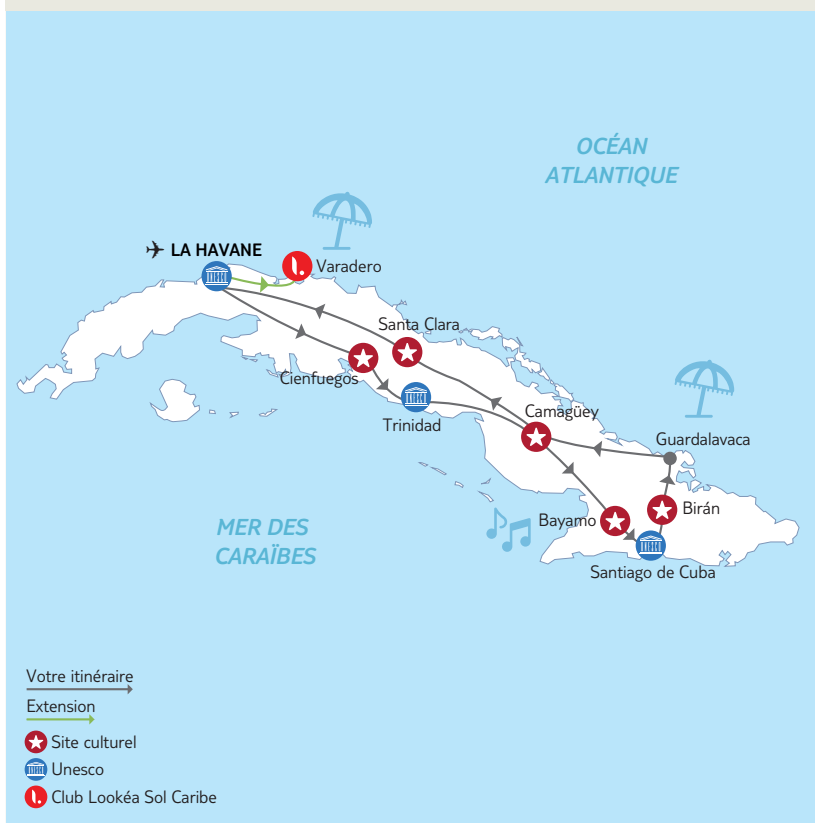 OCÉAN
ATLANTIQUE
LA HAVANE
Varadero
Santa Clara
Cienfuegos
Trinidad
Camagüey
Guardalavaca
Bayamo
Birán
Santiago de Cuba
MER DES
CARAÏBES
Votre itinéraire
Extension
Site culturel
Unesco
Club Lookéa Sol Caribe